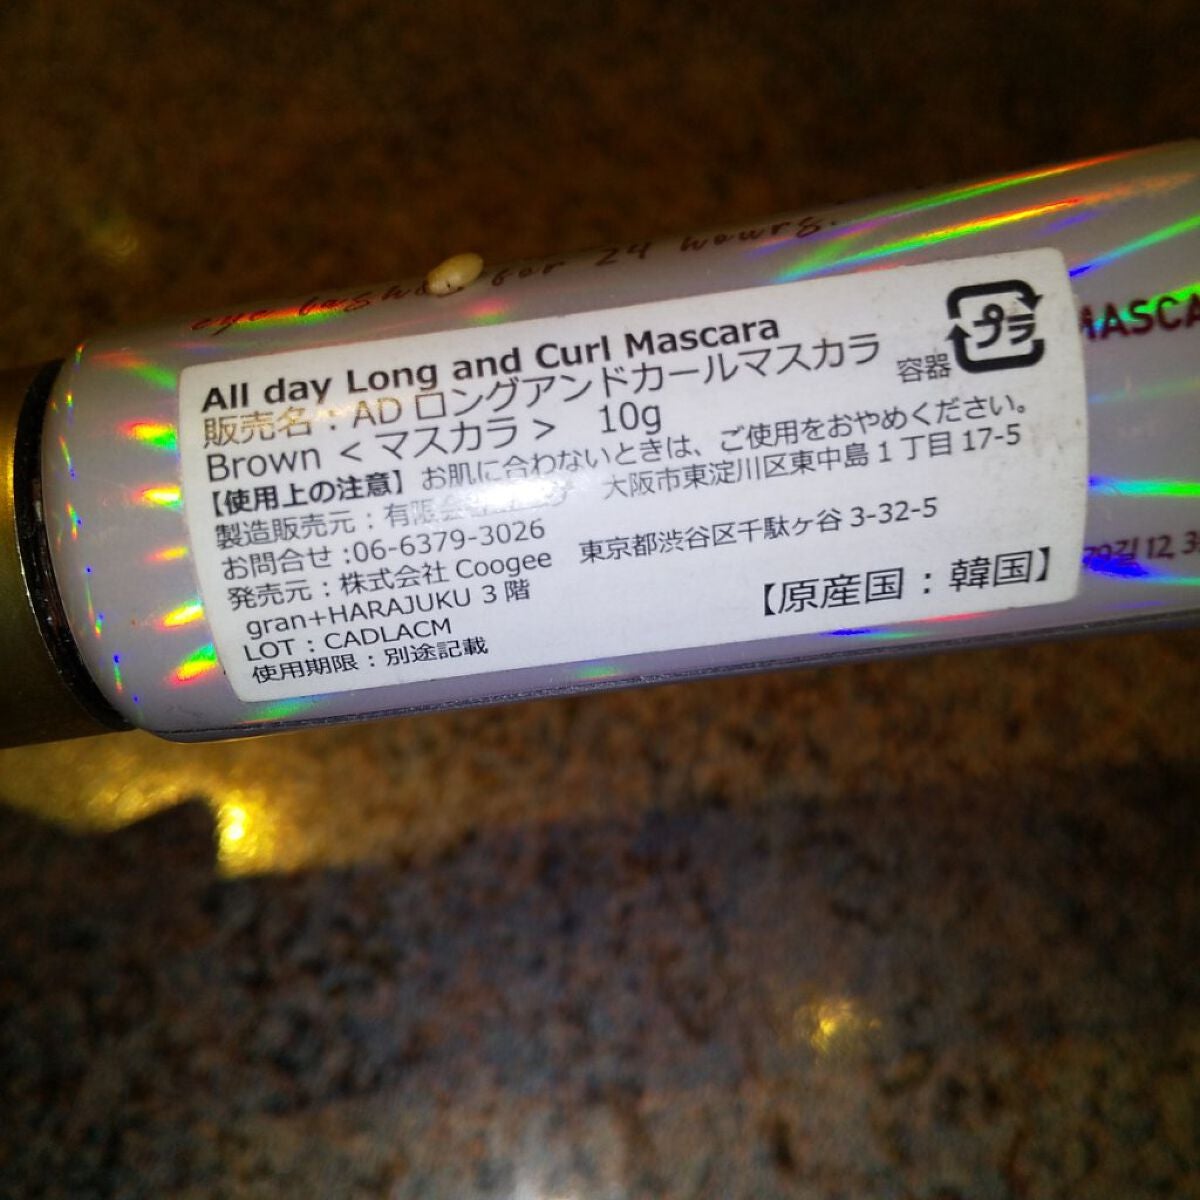 for 24 hours.
All day Long and Curl Mascara
販売名：AD ロングアンドカールマスカラ
Brown < マスカラ > 10g
容器 プラ
【使用上の注意】お肌に合わないときは、ご使用をおやめください。
製造販売元：有限会 大阪市東淀川区東中島1丁目17-5
お問合せ:06-6379-3026
発売元：株式会社 Coogee 東京都渋谷区千駄ヶ谷 3-32-5
gran+HARAJUKU 3階
LOT：CADLACM
使用期限：別途記載
【原産国：韓国】
MASCA